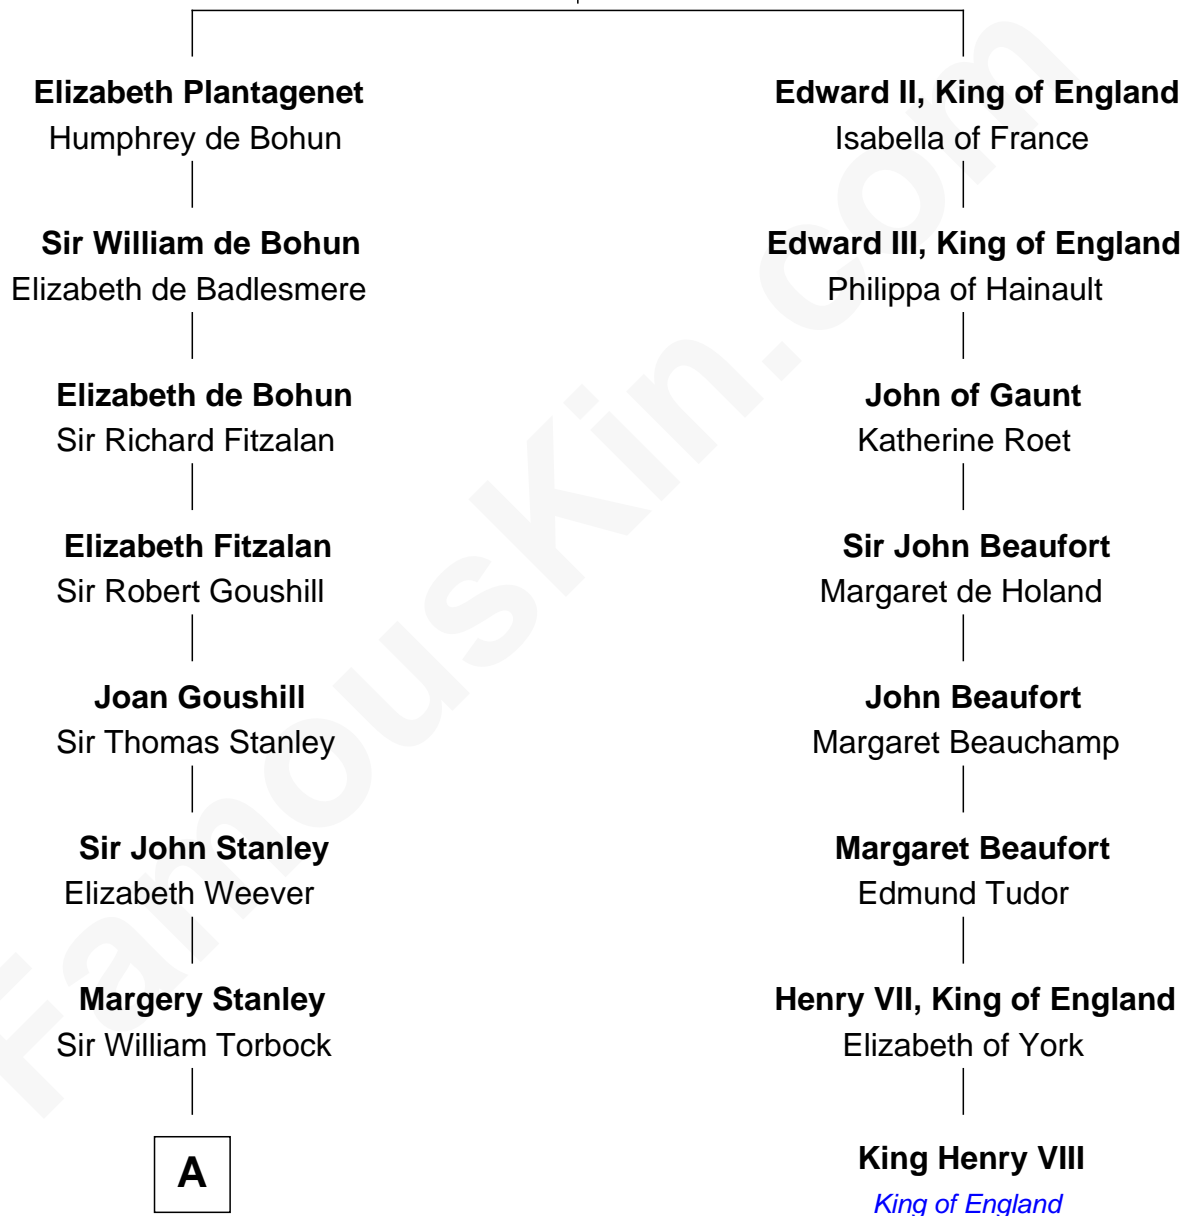 Elizabeth Plantagenet
Humphrey de Bohun
Sir William de Bohun
Elizabeth de Badlesmere
Elizabeth de Bohun
Sir Richard Fitzalan
Elizabeth Fitzalan
Sir Robert Goushill
Joan Goushill
Sir Thomas Stanley
Sir John Stanley
Elizabeth Weever
Margery Stanley
Sir William Torbock
A
Edward II, King of England
Isabella of France
Edward III, King of England
Philippa of Hainault
John of Gaunt
Katherine Roet
Sir John Beaufort
Margaret de Holand
John Beaufort
Margaret Beauchamp
Margaret Beaufort
Edmund Tudor
Henry VII, King of England
Elizabeth of York
King Henry VIII
King of England
FamousKin.com